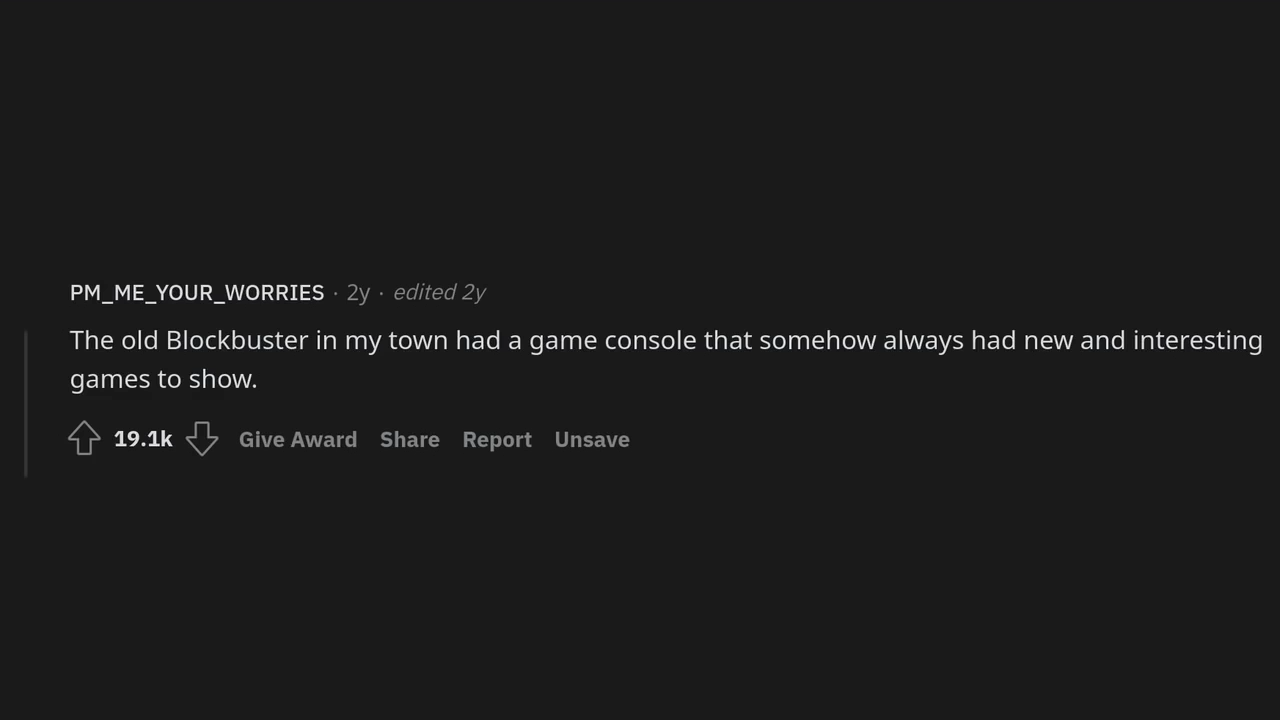 PM_ME_YOUR_WORRIES · 2y · edited 2y
The old Blockbuster in my town had a game console that somehow always had new and interesting
games to show.
19.1k Give Award Share Report Unsave